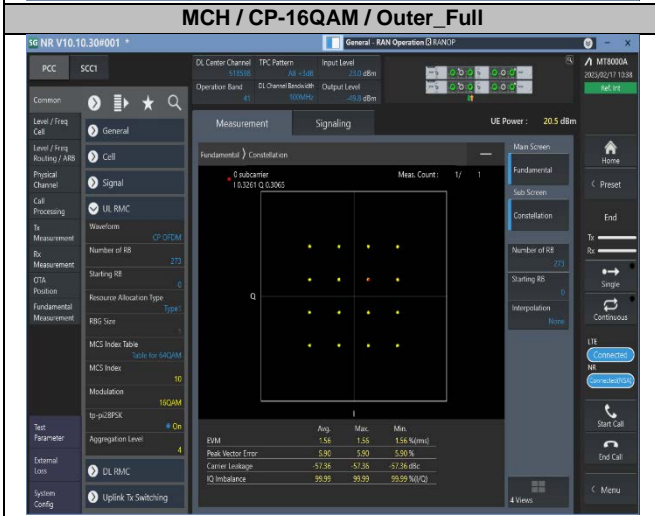 MCH / CP-16QAM / Outer_Full
SG NR V10.10.30#001 *
General - RAN Operation RANOP
PCC SCC1
DL Center Channel TPC Pattern Input Level
518598 All +3dB 23.0 dBm
Operation Band DL Channel Bandwidth Output Level
41 100MHz
MT8000A
2025/02/17 10:38
Ref. Int
Common
Level / Freq
Cell
Level / Freq
Routing / ARB
Physical
Channel
Call
Processing
Tx
Measurement
Rx
Measurement
OTA
Position
Fundamental
Measurement
Test
Parameter
External
Loss
System
Config
General
Cell
Signal
UL RMC
Waveform
CP OFDM
Number of RB
273
Starting RB
0
Resource Allocation Type
Type1
RBG Size
1
MCS Index Table
Table for 64QAM
MCS Index
10
Modulation
16QAM
tp-pi2BPSK
On
Aggregation Level
4
DL RMC
Uplink Tx Switching
Measurement Signaling UE Power : 20.5 dBm
Fundamental Constellation
0 subcarrier Meas. Count : 1/ 1
I 0.3261 Q 0.3065
Q
I
Avg. Max. Min.
EVM 1.56 1.56 1.56 %(rms)
Peak Vector Error 5.90 5.90 5.90 %
Carrier Leakage -57.36 -57.36 -57.36 dBc
IQ Imbalance 99.99 99.99 99.99 %(I/Q)
Main Screen
Fundamental
Sub Screen
Constellation
Number of RB
273
Starting RB
0
Interpolation
None
4 Views
Home
Preset
End
Tx
Rx
Single
Continuous
LTE
Connected
NR
Connected(NSA)
Start Call
End Call
Menu